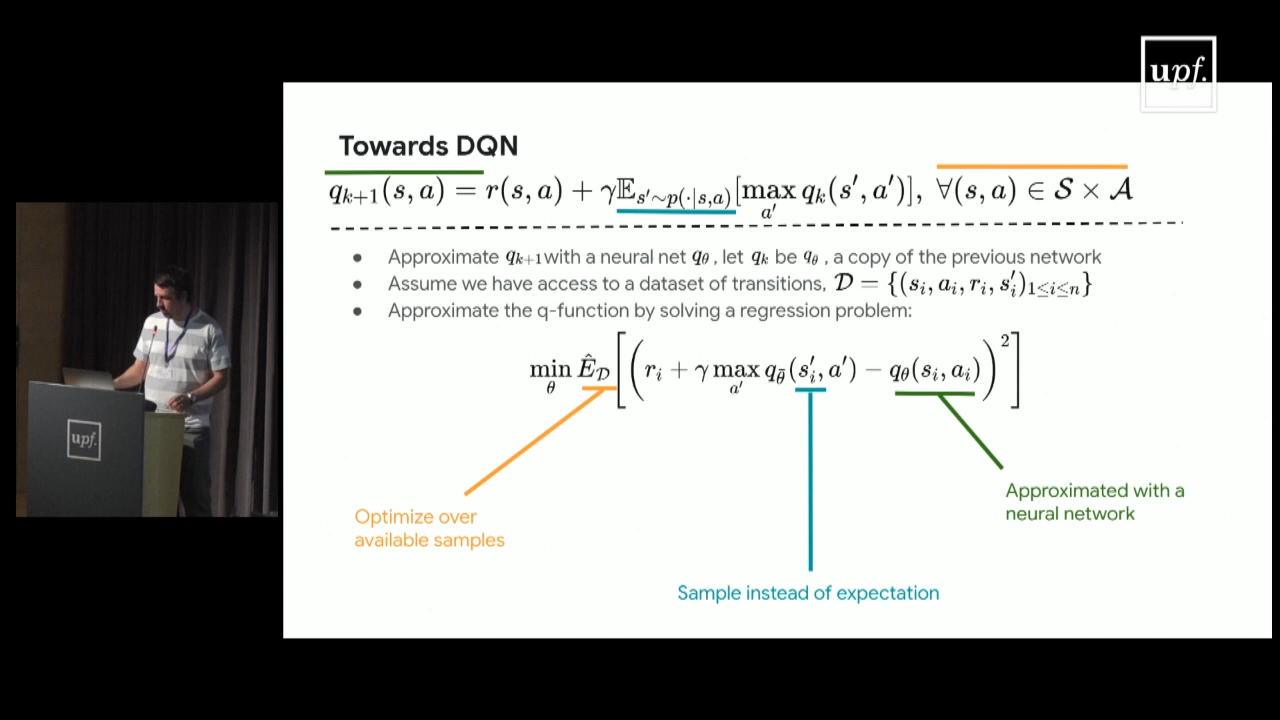 upf.
Towards DQN
q_{k+1}(s, a) = r(s, a) + γ𝔼_{s'∼p(·|s,a)}[max_{a'} q_k(s', a')], ∀(s, a) ∈ 𝒮 × 𝒜
● Approximate q_{k+1} with a neural net q_θ , let q_k be q_θ̄ , a copy of the previous network
● Assume we have access to a dataset of transitions, 𝒟 = {(s_i, a_i, r_i, s'_i)_{1≤i≤n}}
● Approximate the q-function by solving a regression problem:
min_θ Ê_𝒟[(r_i + γ max_{a'} q_θ̄(s'_i, a') − q_θ(s_i, a_i))²]
upf.
Approximated with a
neural network
Optimize over
available samples
Sample instead of expectation